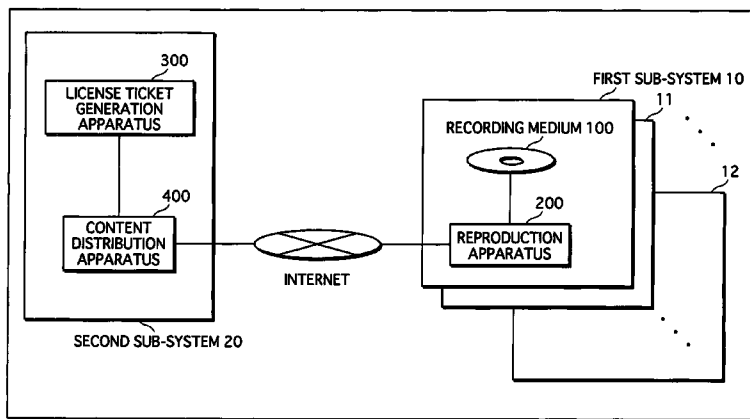 300
LICENSE TICKET
GENERATION
APPARATUS
400
CONTENT
DISTRIBUTION
APPARATUS
SECOND SUB-SYSTEM 20
INTERNET
FIRST SUB-SYSTEM 10
11
RECORDING MEDIUM 100
12
200
REPRODUCTION
APPARATUS